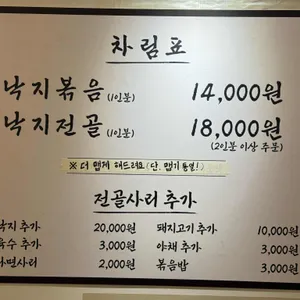 차림표
낙지볶음 (1인분) 14,000원
낙지전골 (1인분) 18,000원
(2인분 이상 주문)
※ 더 맵게 해드려요 (단, 맵기 통일!)
전골사리 추가
낙지 추가 20,000원 돼지고기 추가 10,000원
육수 추가 3,000원 야채 추가 3,000원
라면사리 2,000원 볶음밥 3,000원